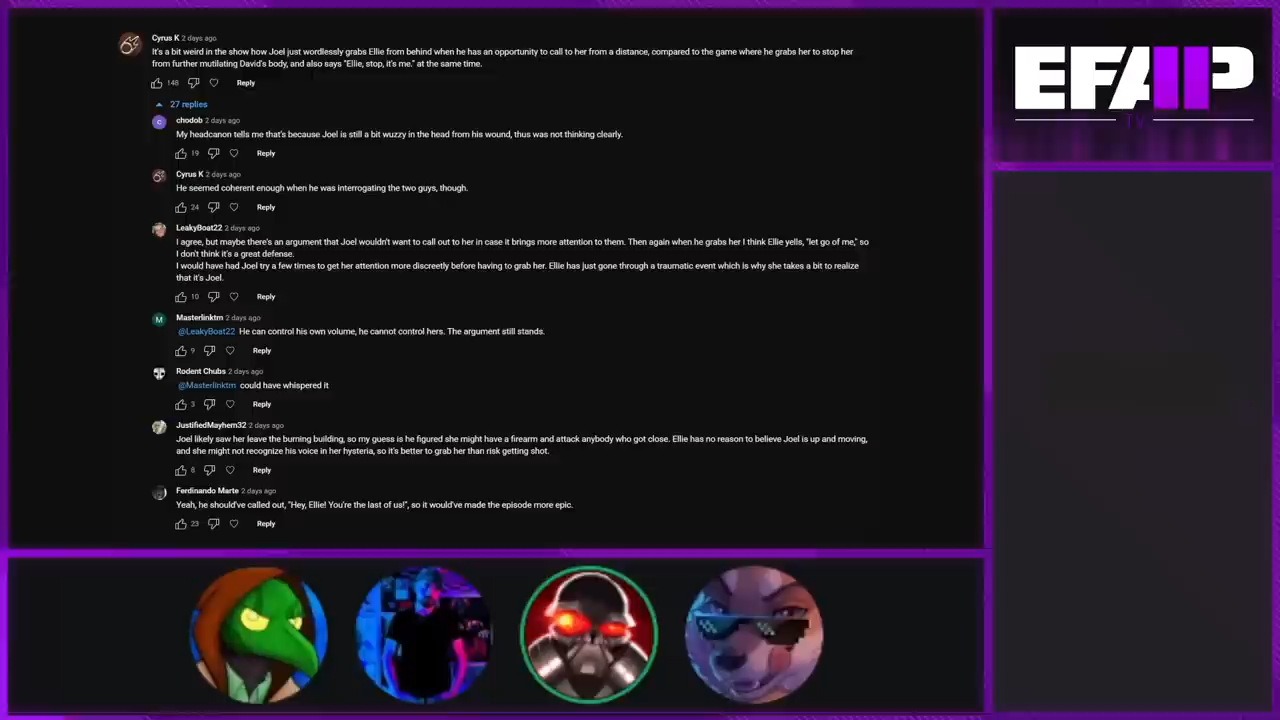 Cyrus K 2 days ago
It's a bit weird in the show how Joel just wordlessly grabs Ellie from behind when he has an opportunity to call to her from a distance, compared to the game where he grabs her to stop her
from further mutilating David's body, and also says "Ellie, stop, it's me." at the same time.
148 Reply
27 replies
C chodob 2 days ago
My headcanon tells me that's because Joel is still a bit wuzzy in the head from his wound, thus was not thinking clearly.
19 Reply
Cyrus K 2 days ago
He seemed coherent enough when he was interrogating the two guys, though.
24 Reply
LeakyBoat22 2 days ago
I agree, but maybe there's an argument that Joel wouldn't want to call out to her in case it brings more attention to them. Then again when he grabs her I think Ellie yells, "let go of me," so
I don't think it's a great defense.
I would have had Joel try a few times to get her attention more discreetly before having to grab her. Ellie has just gone through a traumatic event which is why she takes a bit to realize
that it's Joel.
10 Reply
M Masterlinktm 2 days ago
@LeakyBoat22 He can control his own volume, he cannot control hers. The argument still stands.
9 Reply
Rodent Chubs 2 days ago
@Masterlinktm could have whispered it
3 Reply
JustifiedMayhem32 2 days ago
Joel likely saw her leave the burning building, so my guess is he figured she might have a firearm and attack anybody who got close. Ellie has no reason to believe Joel is up and moving,
and she might not recognize his voice in her hysteria, so it's better to grab her than risk getting shot.
6 Reply
Ferdinando Marte 2 days ago
Yeah, he should've called out, "Hey, Ellie! You're the last of us!", so it would've made the episode more epic.
23 Reply
EFAP
TV